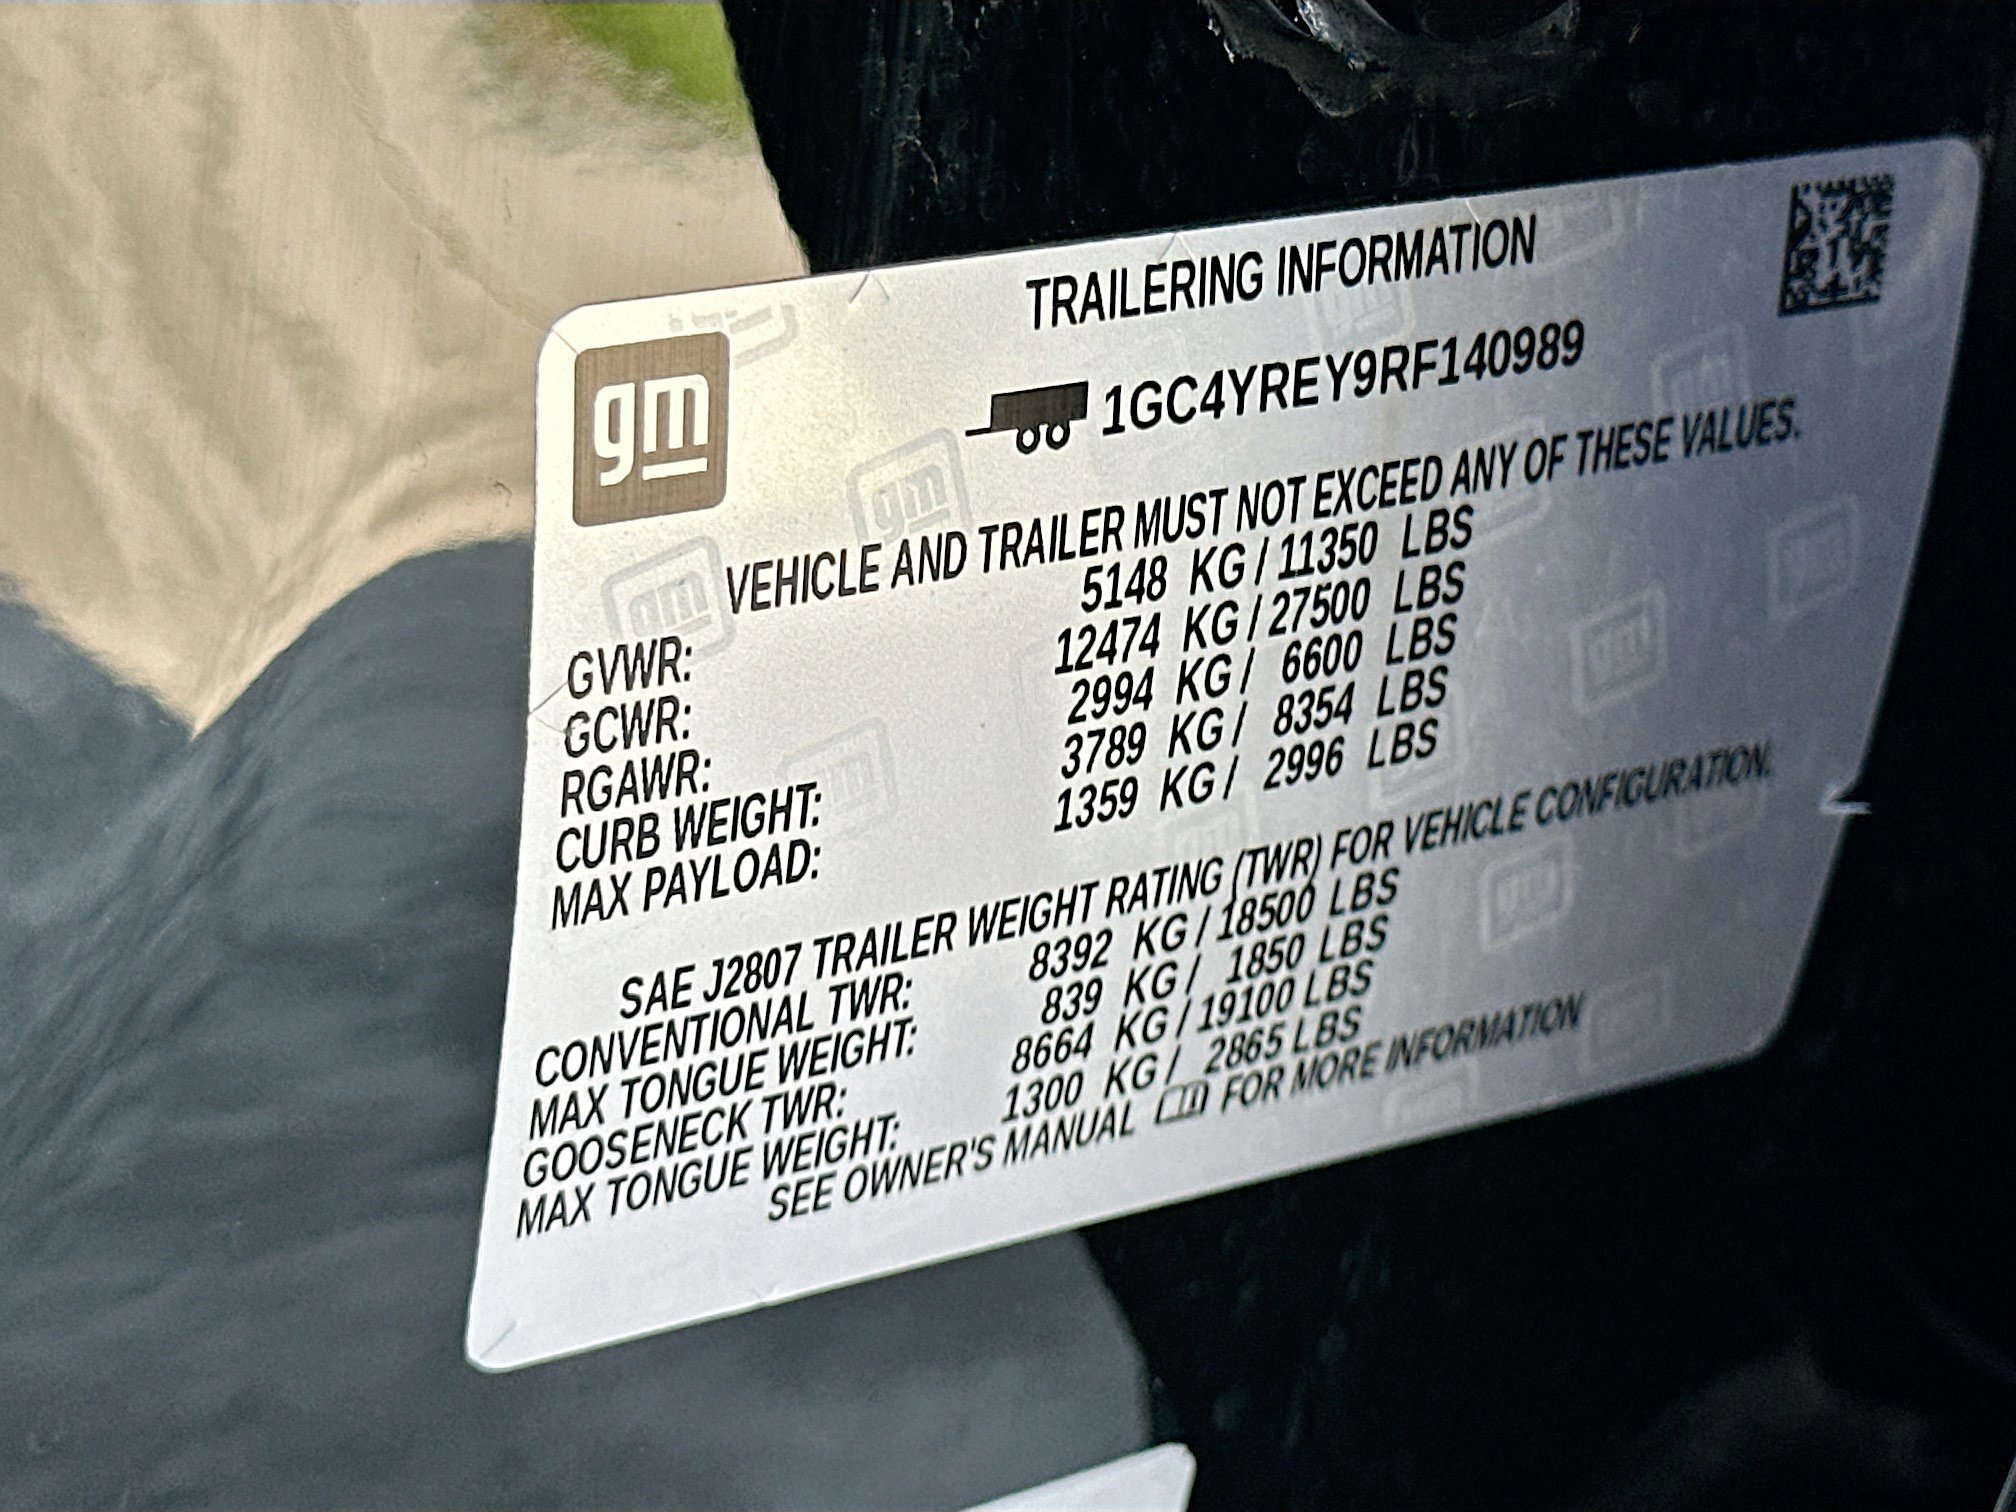 gm
TRAILERING INFORMATION
1GC4YREY9RF140989
VEHICLE AND TRAILER MUST NOT EXCEED ANY OF THESE VALUES.
GVWR: 5148 KG / 11350 LBS
GCWR: 12474 KG / 27500 LBS
RGAWR: 2994 KG / 6600 LBS
CURB WEIGHT: 3789 KG / 8354 LBS
MAX PAYLOAD: 1359 KG / 2996 LBS
SAE J2807 TRAILER WEIGHT RATING (TWR) FOR VEHICLE CONFIGURATION.
CONVENTIONAL TWR: 8392 KG / 18500 LBS
MAX TONGUE WEIGHT: 839 KG / 1850 LBS
GOOSENECK TWR: 8664 KG / 19100 LBS
MAX TONGUE WEIGHT: 1300 KG / 2865 LBS
SEE OWNER'S MANUAL FOR MORE INFORMATION